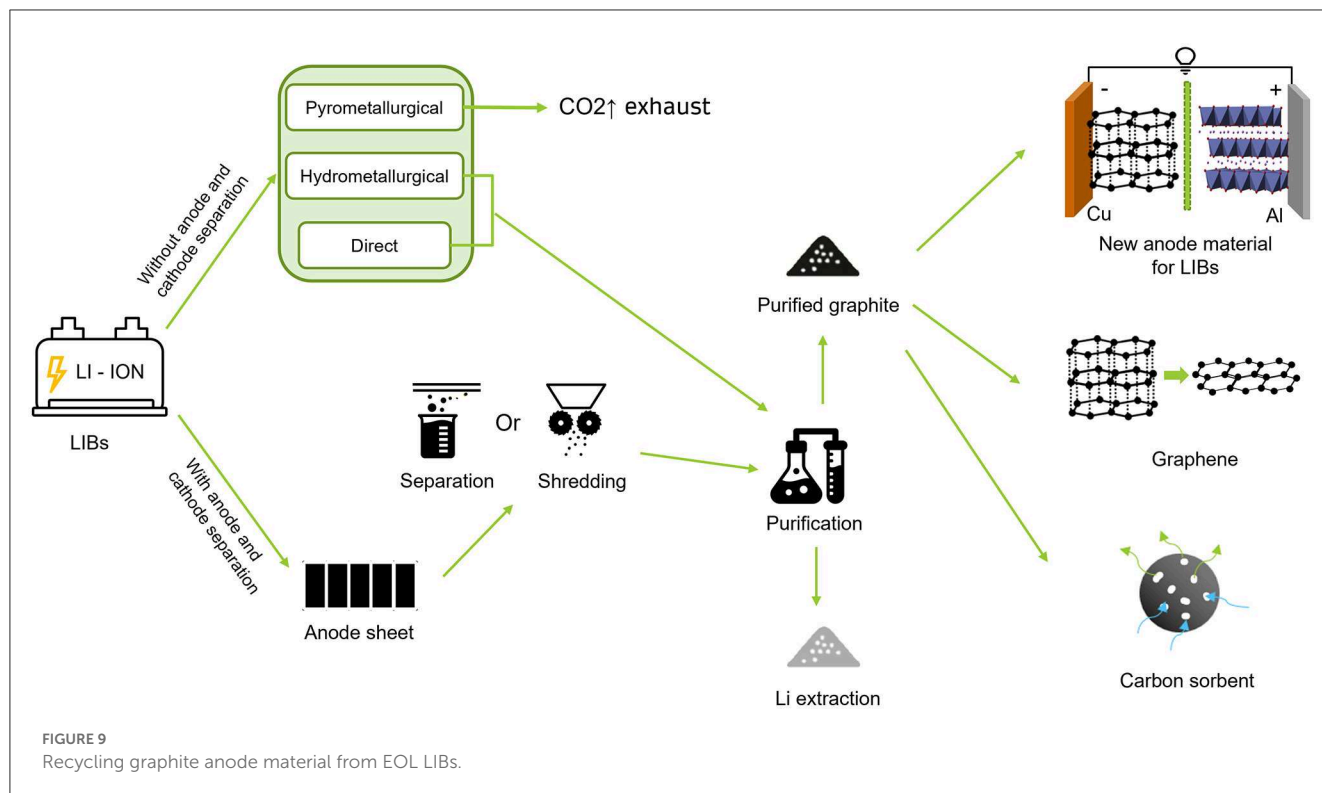 Pyrometallurgical
CO2↑ exhaust
Hydrometallurgical
Direct
Without anode and
cathode separation
LI - ION
LIBs
With anode and
cathode separation
Anode sheet
Separation
Or
Shredding
Purification
Purified graphite
Li extraction
-
+
Cu
Al
New anode material
for LIBs
Graphene
Carbon sorbent
FIGURE 9
Recycling graphite anode material from EOL LIBs.